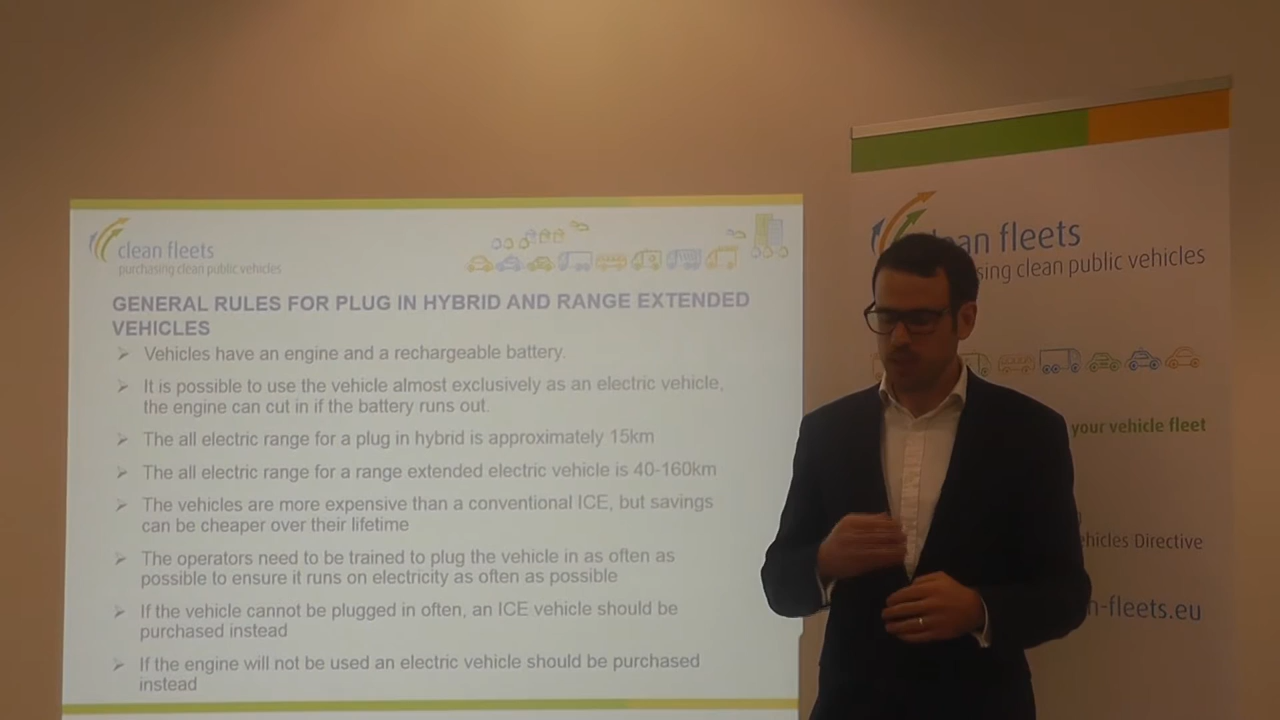 clean fleets
purchasing clean public vehicles
GENERAL RULES FOR PLUG IN HYBRID AND RANGE EXTENDED
VEHICLES
Vehicles have an engine and a rechargeable battery.
It is possible to use the vehicle almost exclusively as an electric vehicle,
the engine can cut in if the battery runs out.
The all electric range for a plug in hybrid is approximately 15km
The all electric range for a range extended electric vehicle is 40-160km
The vehicles are more expensive than a conventional ICE, but savings
can be cheaper over their lifetime
The operators need to be trained to plug the vehicle in as often as
possible to ensure it runs on electricity as often as possible
If the vehicle cannot be plugged in often, an ICE vehicle should be
purchased instead
If the engine will not be used an electric vehicle should be purchased
instead
fleets
clean public vehicles
your vehicle fleet
Directive